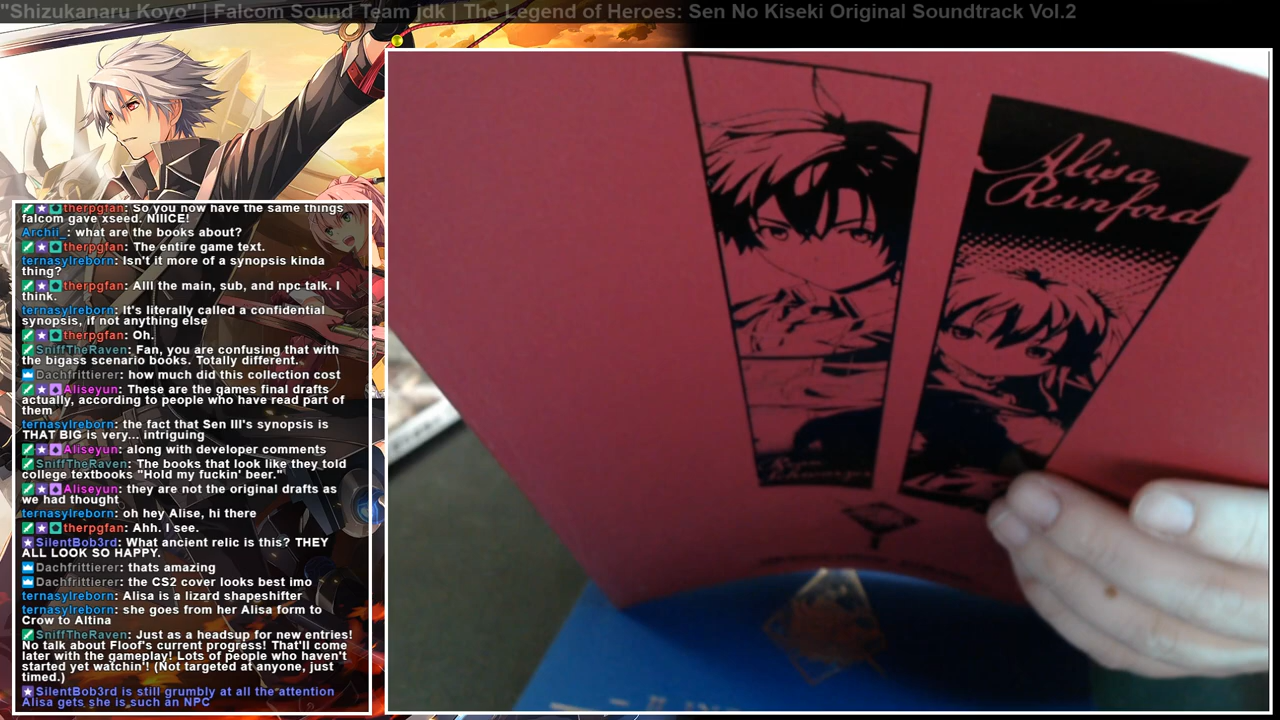 "Shizukanaru Koyo" | Falcom Sound Team jdk | The Legend of Heroes: Sen No Kiseki Original Soundtrack Vol.2
therpgfan: So you now have the same things
falcom gave xseed. NIIICE!
Archii_: what are the books about?
therpgfan: The entire game text.
ternasylreborn: Isn't it more of a synopsis kinda
thing?
therpgfan: Alll the main, sub, and npc talk. I
think.
ternasylreborn: It's literally called a confidential
synopsis, if not anything else
therpgfan: Oh.
SniffTheRaven: Fan, you are confusing that with
the bigass scenario books. Totally different.
Dachfrittierer: how much did this collection cost
Aliseyun: These are the games final drafts
actually, according to people who have read part of
them
ternasylreborn: the fact that Sen III's synopsis is
THAT BIG is very... intriguing
Aliseyun: along with developer comments
SniffTheRaven: The books that look like they told
college textbooks "Hold my fuckin' beer."
Aliseyun: they are not the original drafts as
we had thought
ternasylreborn: oh hey Alise, hi there
therpgfan: Ahh. I see.
SilentBob3rd: What ancient relic is this? THEY
ALL LOOK SO HAPPY.
Dachfrittierer: thats amazing
Dachfrittierer: the CS2 cover looks best imo
ternasylreborn: Alisa is a lizard shapeshifter
ternasylreborn: she goes from her Alisa form to
Crow to Altina
SniffTheRaven: Just as a headsup for new entries!
No talk about Floof's current progress! That'll come
later with the gameplay! Lots of people who haven't
started yet watchin'! (Not targeted at anyone, just
timed.)
SilentBob3rd is still grumbly at all the attention
Alisa gets she is such an NPC
Alisa
Reinford